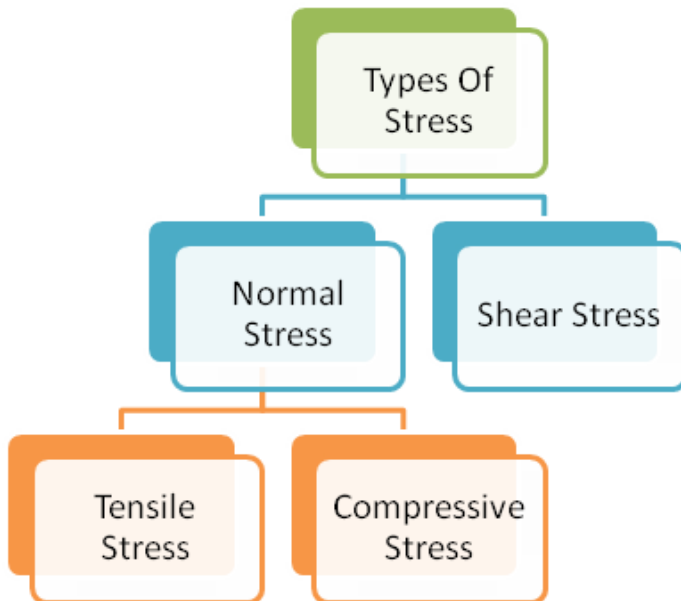 Types Of
Stress
Normal
Stress
Shear Stress
Tensile
Stress
Compressive
Stress